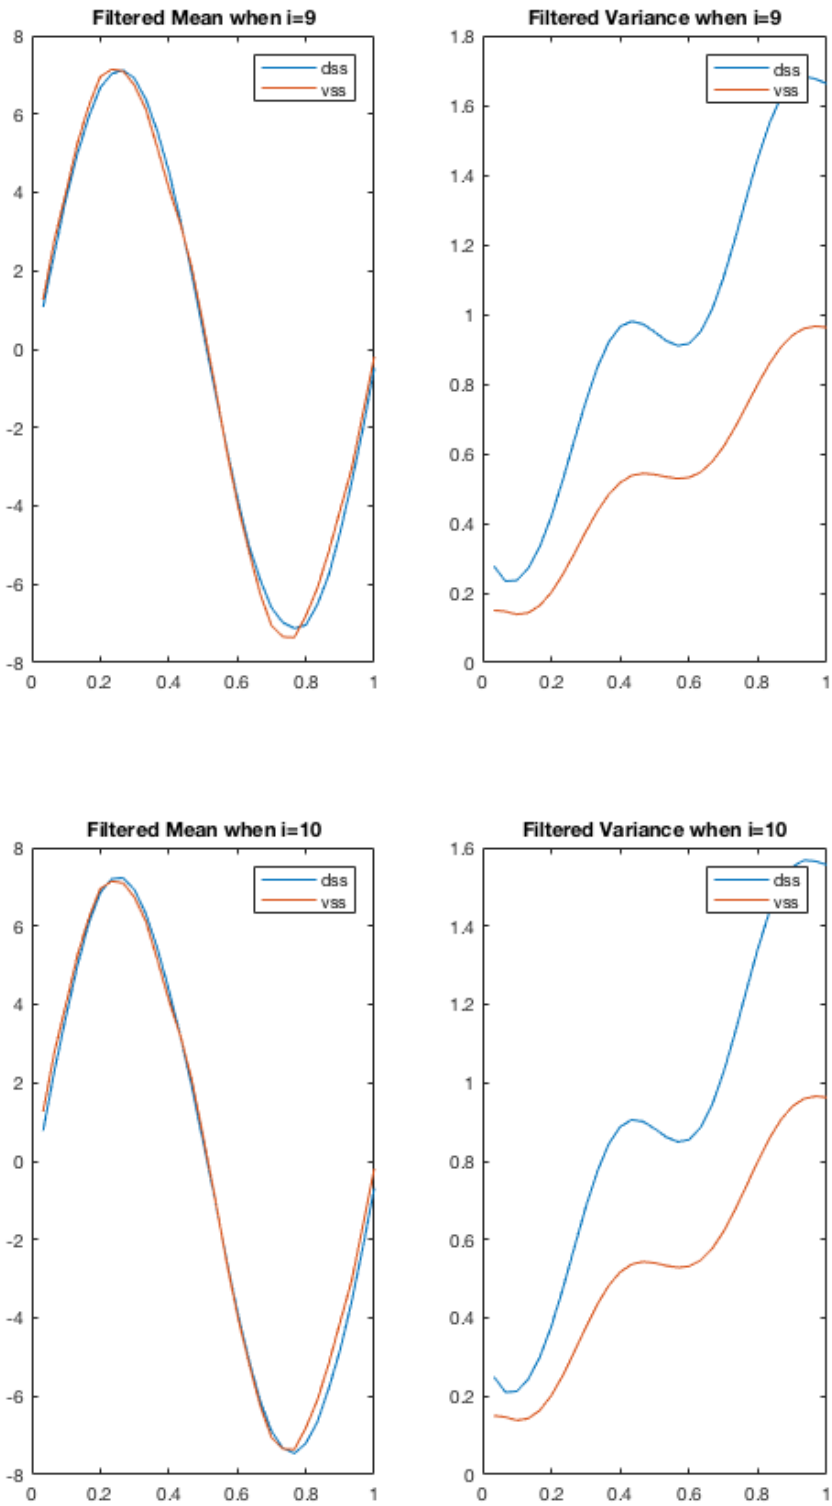 Filtered Mean when i=9
8
6
4
2
0
-2
-4
-6
-8
0 0.2 0.4 0.6 0.8 1
dss
vss
Filtered Variance when i=9
1.8
1.6
1.4
1.2
1
0.8
0.6
0.4
0.2
0
0 0.2 0.4 0.6 0.8 1
dss
vss
Filtered Mean when i=10
8
6
4
2
0
-2
-4
-6
-8
0 0.2 0.4 0.6 0.8 1
dss
vss
Filtered Variance when i=10
1.6
1.4
1.2
1
0.8
0.6
0.4
0.2
0
0 0.2 0.4 0.6 0.8 1
dss
vss